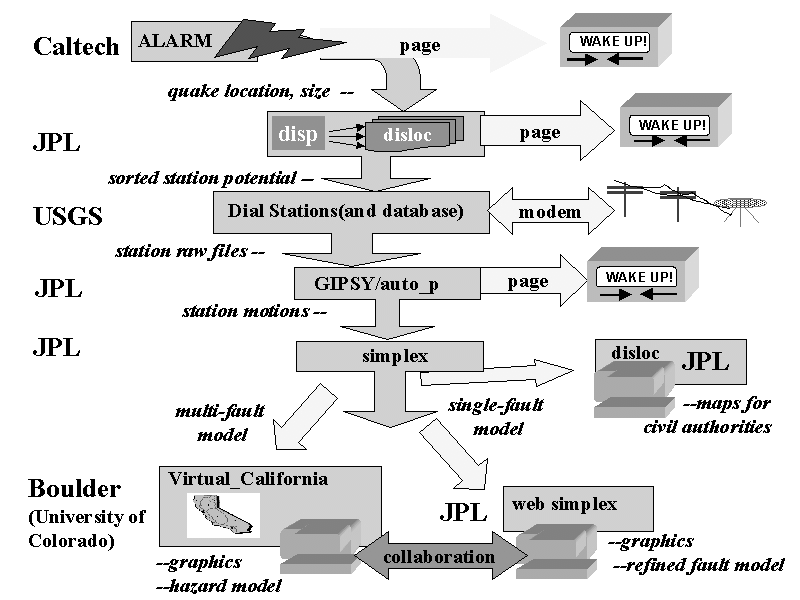 Caltech
ALARM
page
WAKE UP!
quake location, size --
JPL
disp
disloc
page
WAKE UP!
sorted station potential --
USGS
Dial Stations(and database)
modem
station raw files --
JPL
GIPSY/auto_p
page
WAKE UP!
station motions --
JPL
simplex
disloc
JPL
--maps for
civil authorities
multi-fault
model
single-fault
model
Boulder
(University of
Colorado)
Virtual_California
JPL
web simplex
collaboration
--graphics
--hazard model
--graphics
--refined fault model